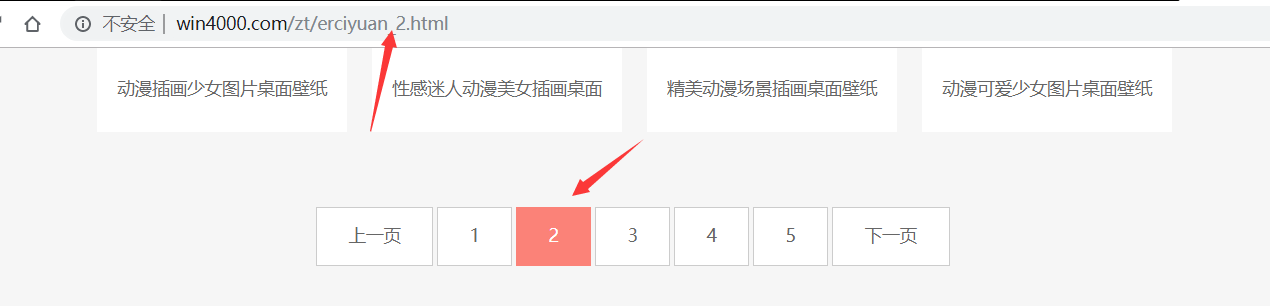 不安全 | win4000.com/zt/erciyuan_2.html
动漫插画少女图片桌面壁纸 性感迷人动漫美女插画桌面 精美动漫场景插画桌面壁纸 动漫可爱少女图片桌面壁纸
上一页 1 2 3 4 5 下一页